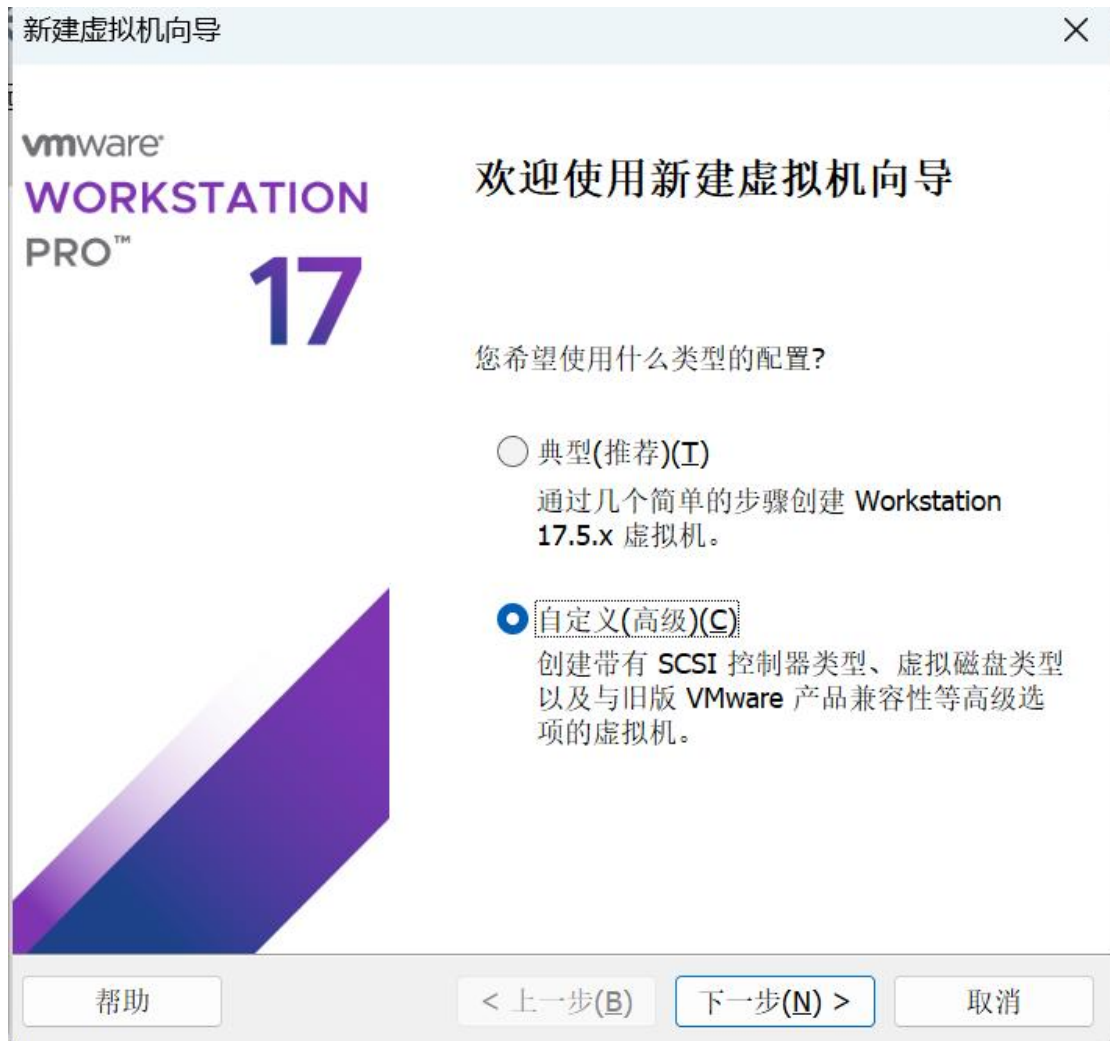 新建虚拟机向导
vmware
WORKSTATION
PRO™
17
欢迎使用新建虚拟机向导
您希望使用什么类型的配置?
典型(推荐)(T)
通过几个简单的步骤创建 Workstation
17.5.x 虚拟机。
自定义(高级)(C)
创建带有 SCSI 控制器类型、虚拟磁盘类型
以及与旧版 VMware 产品兼容性等高级选
项的虚拟机。
帮助
< 上一步(B)
下一步(N) >
取消